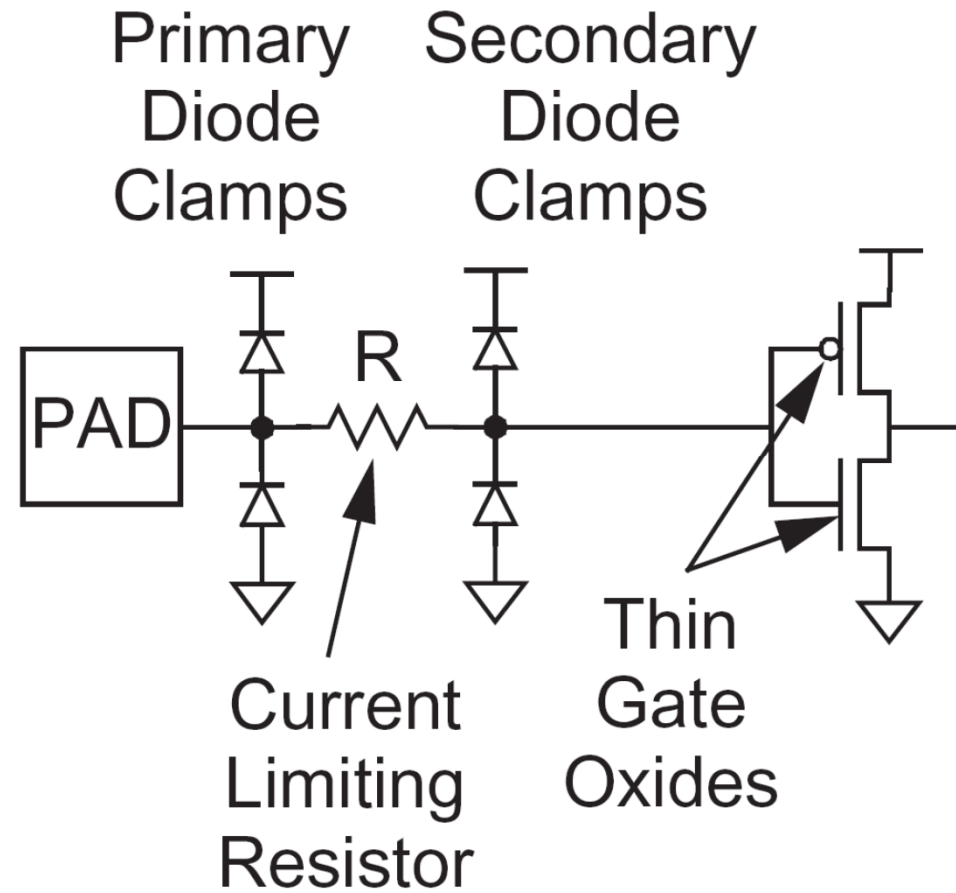 Primary
Diode
Clamps
Secondary
Diode
Clamps
R
PAD
Thin
Gate
Oxides
Current
Limiting
Resistor